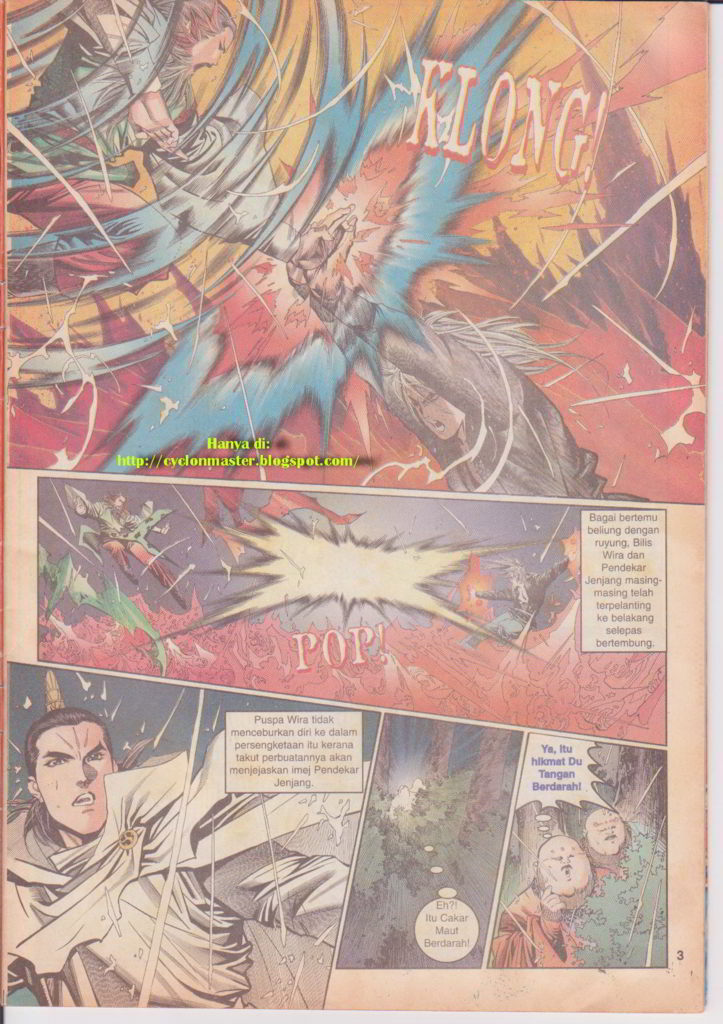 KLONG!
Hanya di:
http://cyclonmaster.blogspot.com/
Bagai bertemu
beliung dengan
ruyung, Bilis
Wira dan
Pendekar
Jenjang masing-
masing telah
terpelanting
ke belakang
selepas
bertembung.
POP!
Puspa Wira tidak
menceburkan diri ke dalam
persengketaan itu kerana
takut perbuatannya akan
menjejaskan imej Pendekar
Jenjang.
Eh?!
Itu Cakar
Maut
Berdarah!
Ya, itu
hikmat Du
Tangan
Berdarah!
3